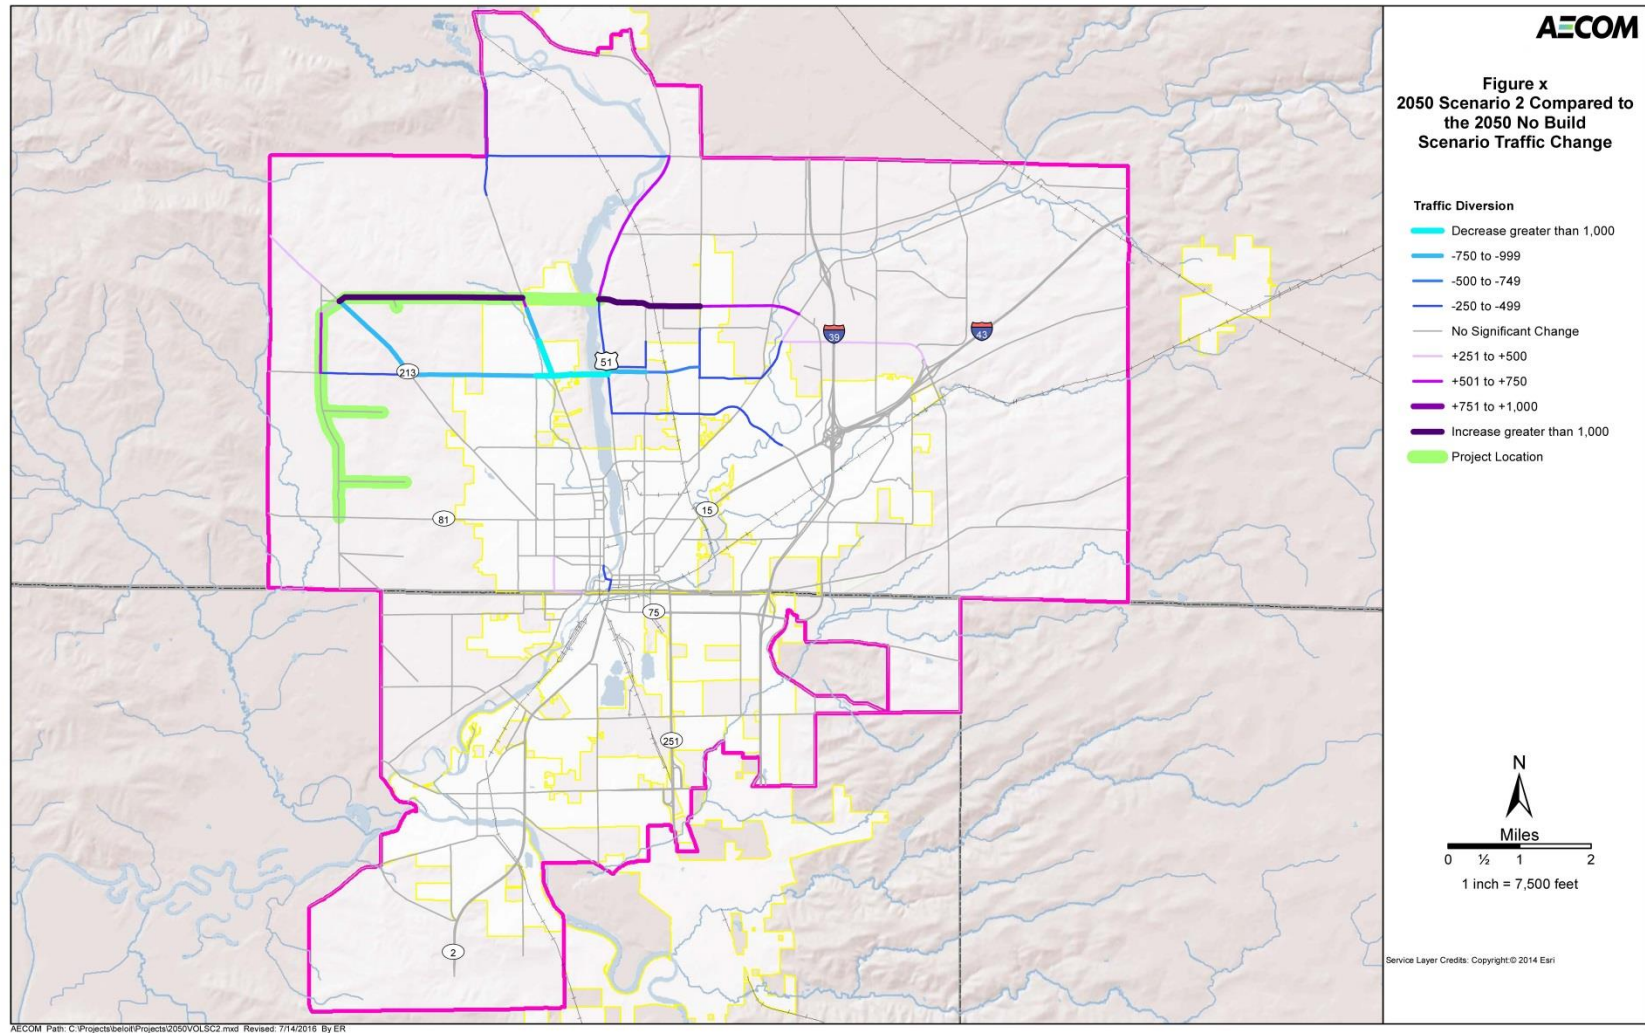 AECOM
Figure x
2050 Scenario 2 Compared to
the 2050 No Build
Scenario Traffic Change
Traffic Diversion
Decrease greater than 1,000
-750 to -999
-500 to -749
-250 to -499
No Significant Change
+251 to +500
+501 to +750
+751 to +1,000
Increase greater than 1,000
Project Location
39
43
51
213
15
81
75
251
2
N
Miles
0 ½ 1 2
1 inch = 7,500 feet
Service Layer Credits: Copyright:© 2014 Esri
AECOM Path: C:\Projects\beloit\Projects\2050VOLSC2.mxd Revised: 7/14/2016 By ER